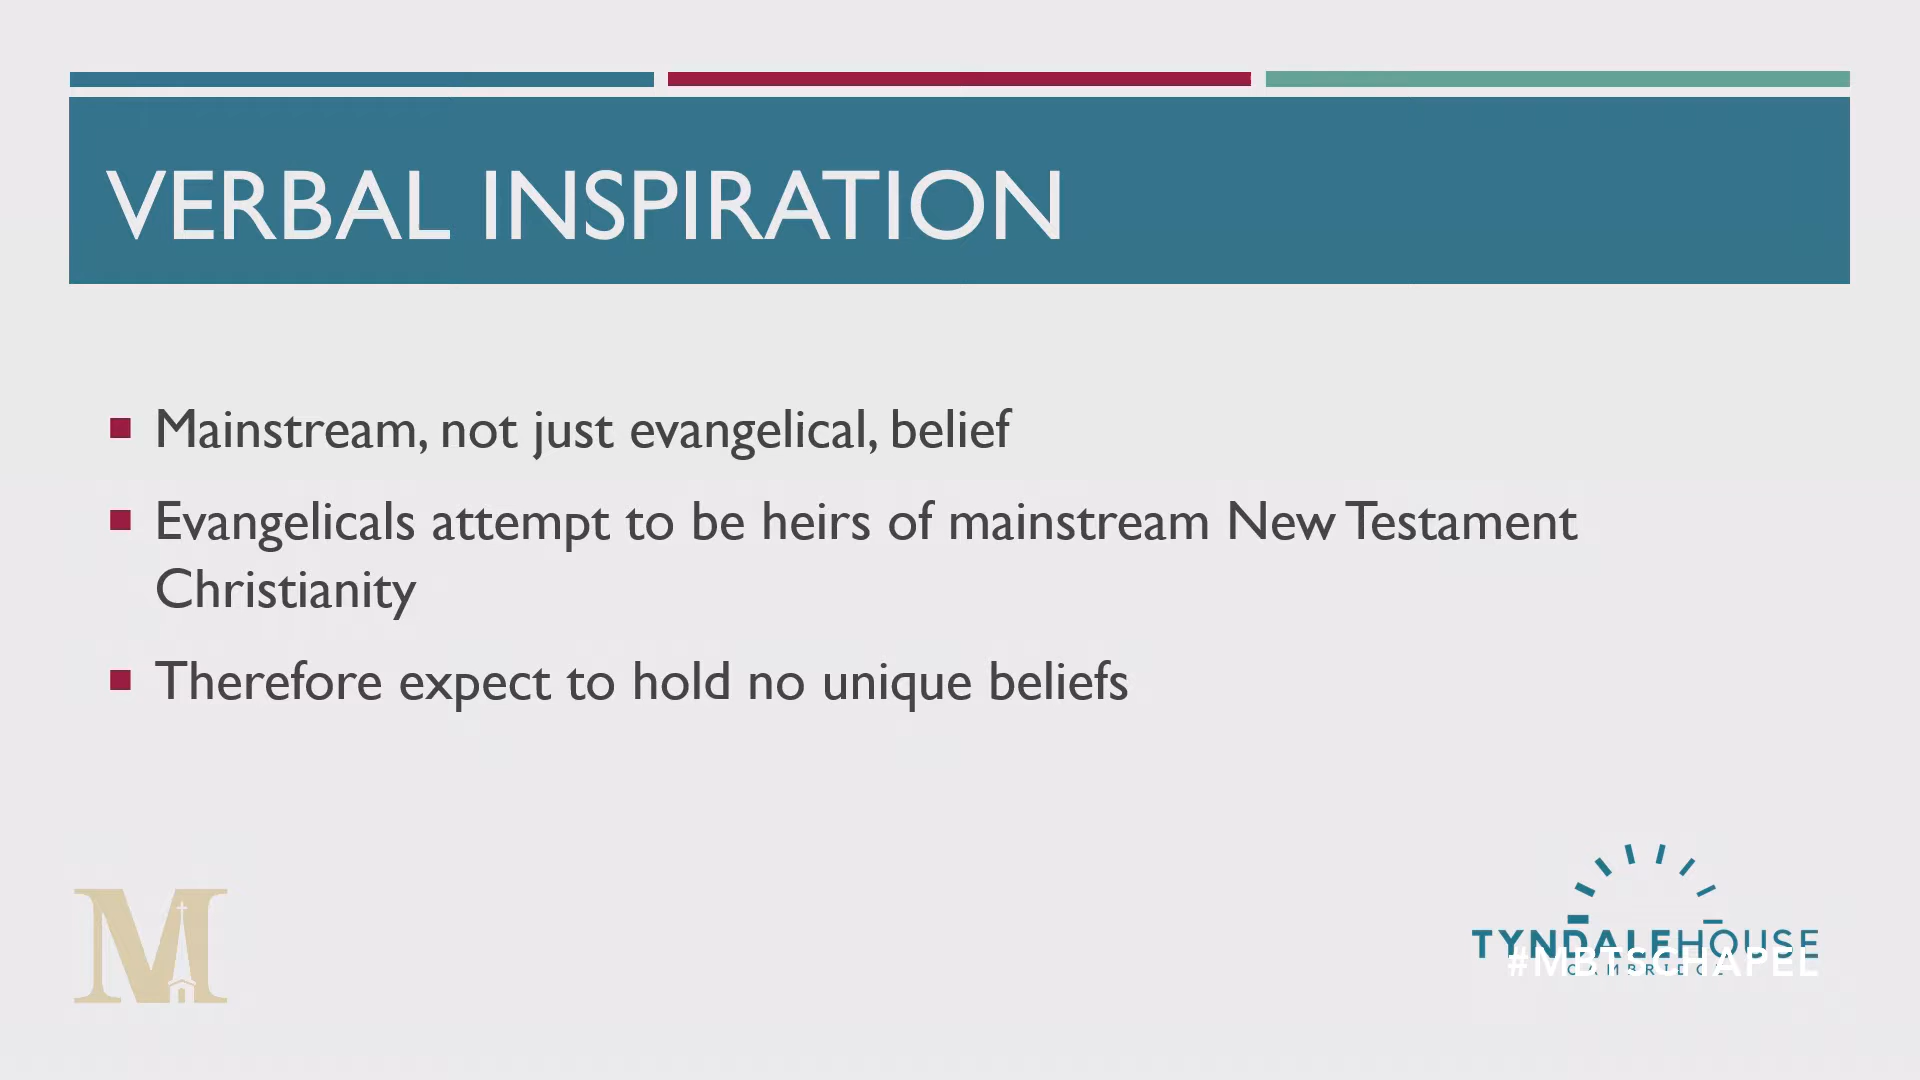 VERBAL INSPIRATION
Mainstream, not just evangelical, belief
Evangelicals attempt to be heirs of mainstream New Testament
Christianity
Therefore expect to hold no unique beliefs
M
TYNDALEHOUSE
#MBTSCHAPEL
CAMBRIDGE